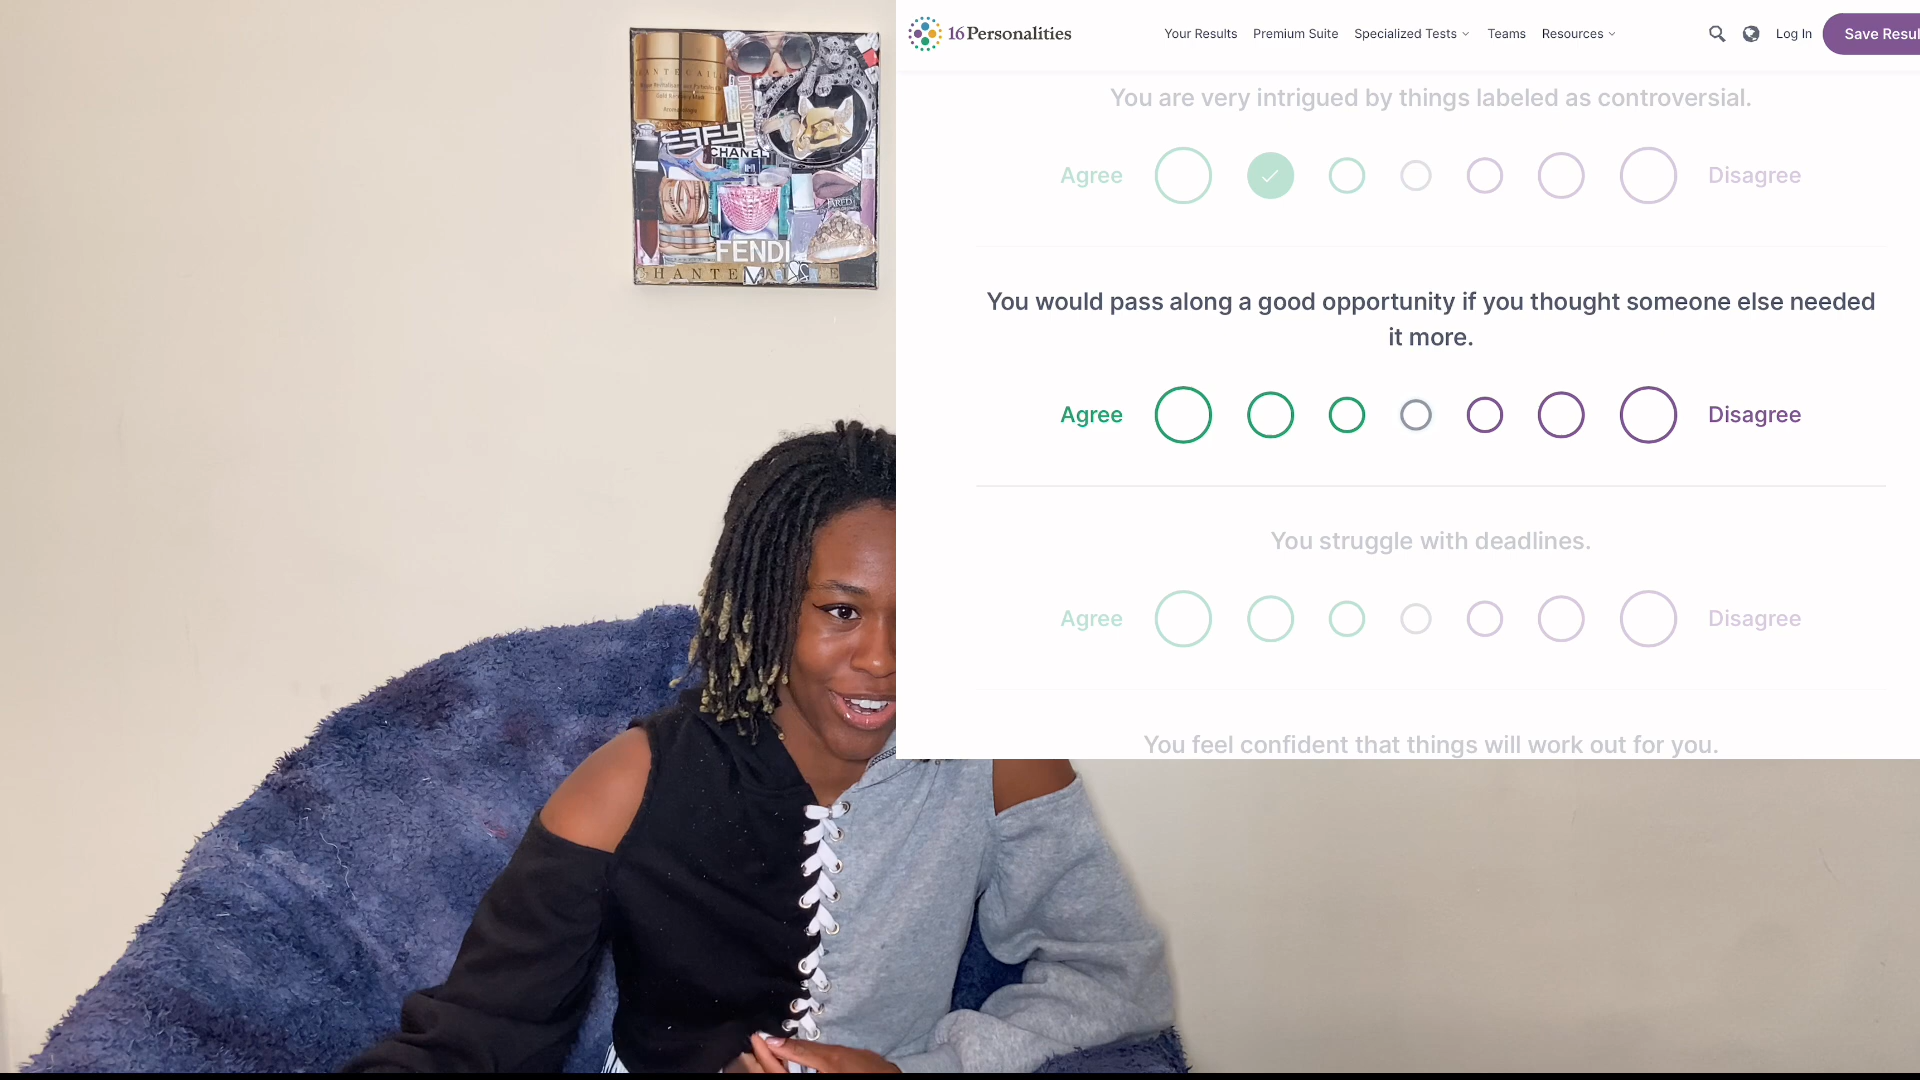 CHANEL
FENDI
16Personalities
Your Results
Premium Suite
Specialized Tests
Teams
Resources
Log In
Save Resul
You are very intrigued by things labeled as controversial.
Agree
Disagree
You would pass along a good opportunity if you thought someone else needed
it more.
Agree
Disagree
You struggle with deadlines.
Agree
Disagree
You feel confident that things will work out for you.